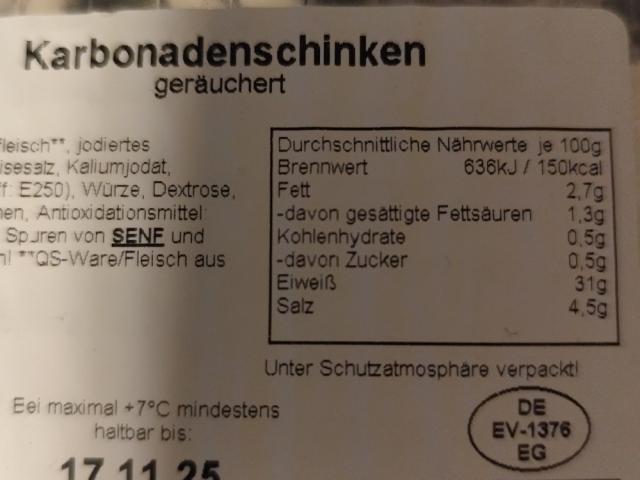 Karbonadenschinken
geräuchert
fleisch**, jodiertes
isesalz, Kaliumjodat,
f: E250), Würze, Dextrose,
en, Antioxidationsmittel
Spuren von SENF und
**QS-Ware/Fleisch aus
Durchschnittliche Nährwerte je 100g
Brennwert 636kJ / 150kcal
Fett 2,7g
-davon gesättigte Fettsäuren 1,3g
Kohlenhydrate 0,5g
-davon Zucker 0,5g
Eiweiß 31g
Salz 4,5g
Unter Schutzatmosphäre verpackt!
Bei maximal +7°C mindestens
haltbar bis:
17.11.25
DE
EV-1376
EG